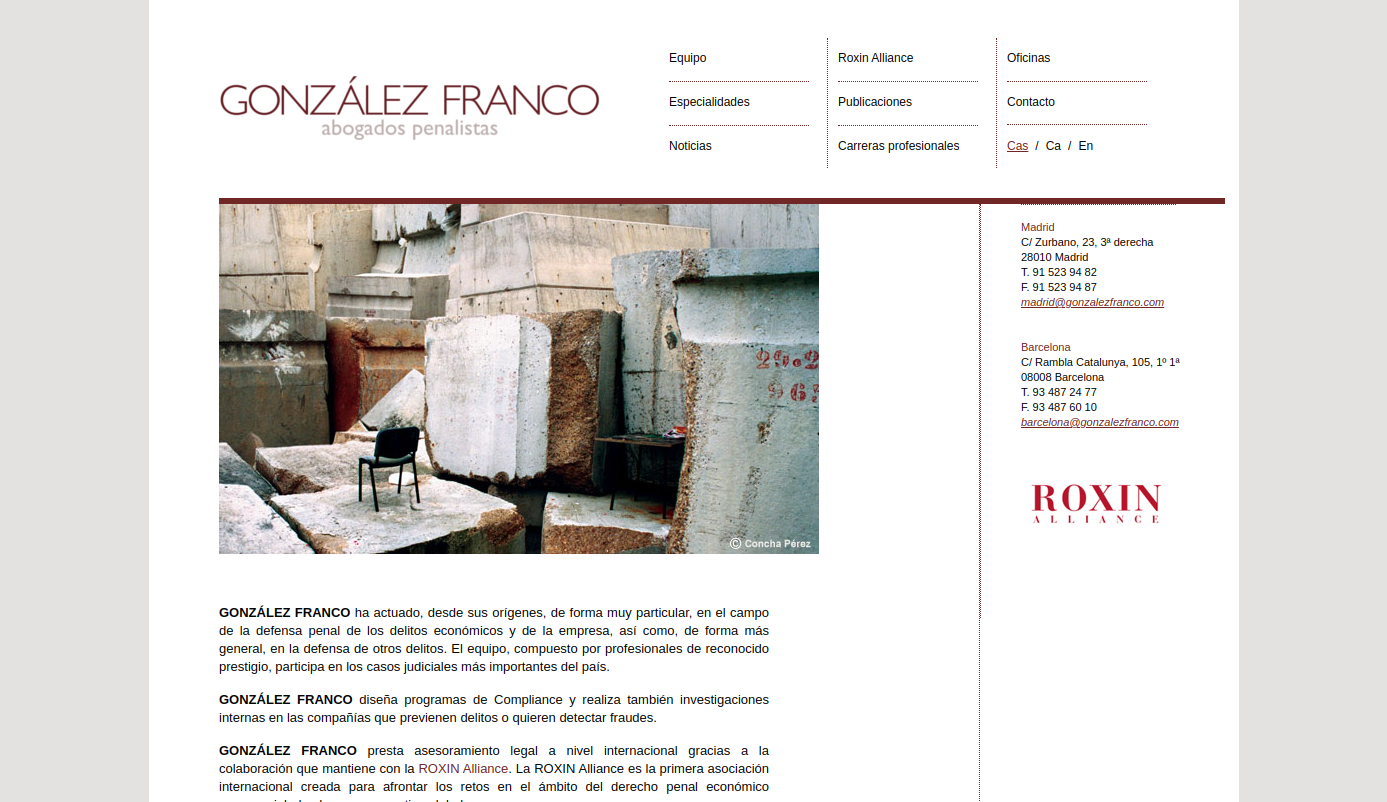 GONZÁLEZ FRANCO
abogados penalistas
Equipo
Especialidades
Noticias
Roxin Alliance
Publicaciones
Carreras profesionales
Oficinas
Contacto
Cas / Ca / En
29.2
96
© Concha Pérez
GONZÁLEZ FRANCO ha actuado, desde sus orígenes, de forma muy particular, en el campo
de la defensa penal de los delitos económicos y de la empresa, así como, de forma más
general, en la defensa de otros delitos. El equipo, compuesto por profesionales de reconocido
prestigio, participa en los casos judiciales más importantes del país.
GONZÁLEZ FRANCO diseña programas de Compliance y realiza también investigaciones
internas en las compañías que previenen delitos o quieren detectar fraudes.
GONZÁLEZ FRANCO presta asesoramiento legal a nivel internacional gracias a la
colaboración que mantiene con la ROXIN Alliance. La ROXIN Alliance es la primera asociación
internacional creada para afrontar los retos en el ámbito del derecho penal económico
Madrid
C/ Zurbano, 23, 3ª derecha
28010 Madrid
T. 91 523 94 82
F. 91 523 94 87
madrid@gonzalezfranco.com
Barcelona
C/ Rambla Catalunya, 105, 1º 1ª
08008 Barcelona
T. 93 487 24 77
F. 93 487 60 10
barcelona@gonzalezfranco.com
ROXIN
ALLIANCE